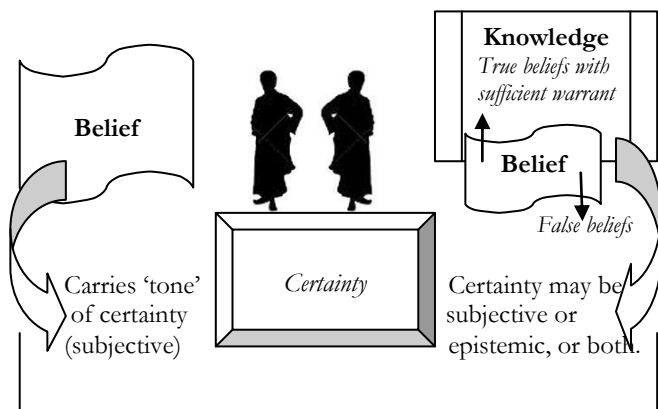 Belief
Carries ‘tone’
of certainty
(subjective)
Certainty
Knowledge
True beliefs with
sufficient warrant
Belief
False beliefs
Certainty may be
subjective or
epistemic, or both.